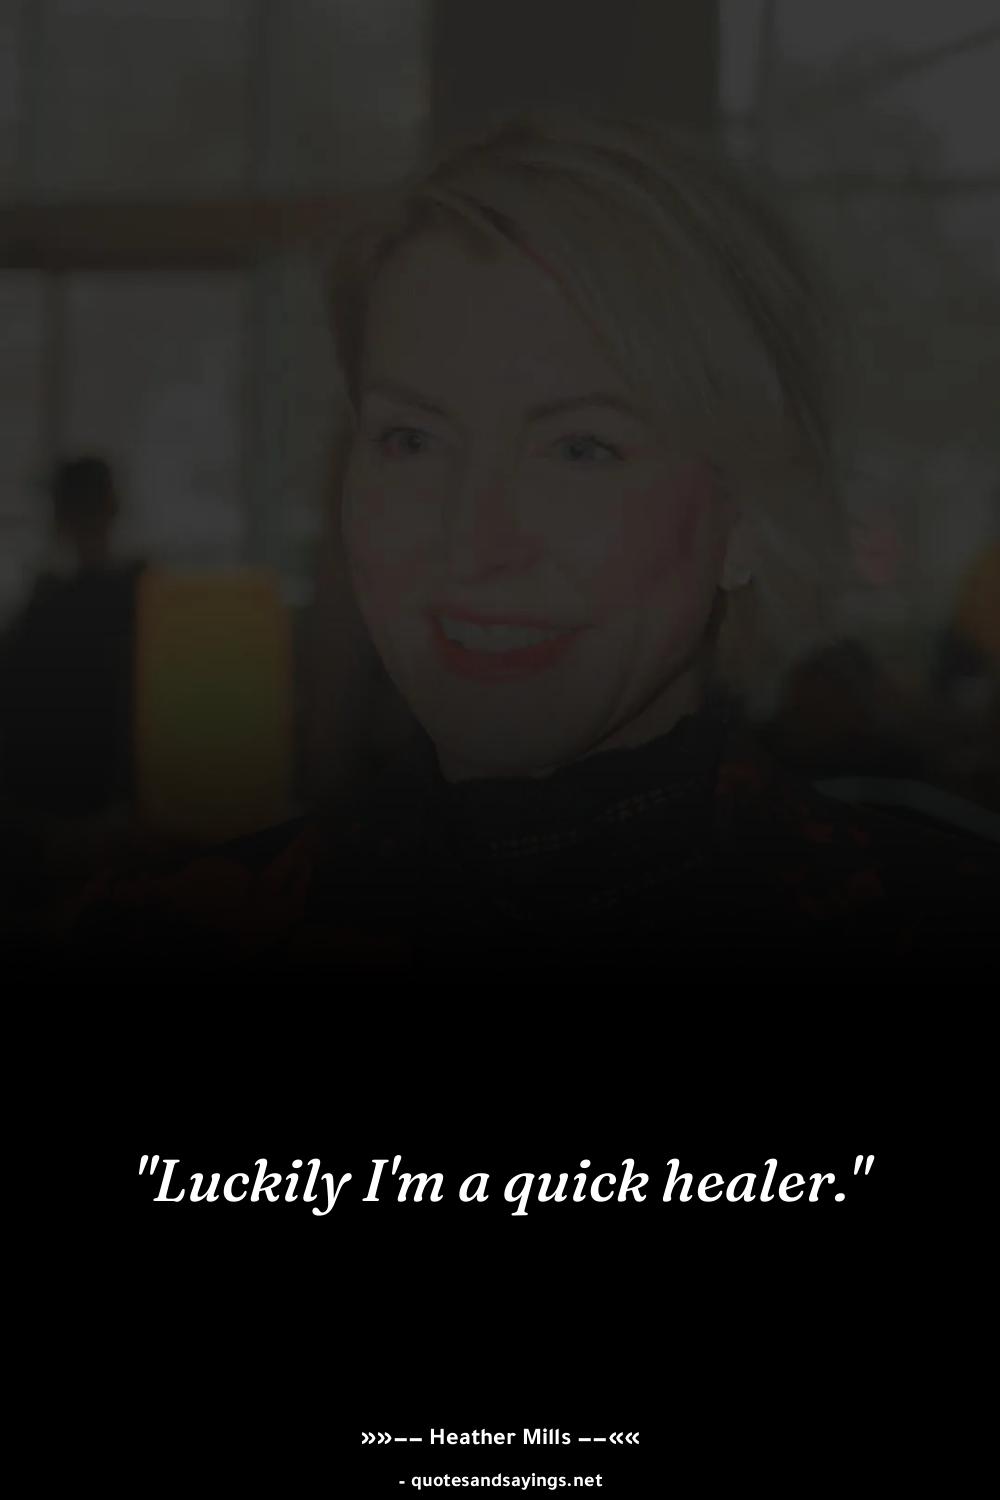 "Luckily I'm a quick healer."
»»–– Heather Mills ––««
- quotesandsayings.net